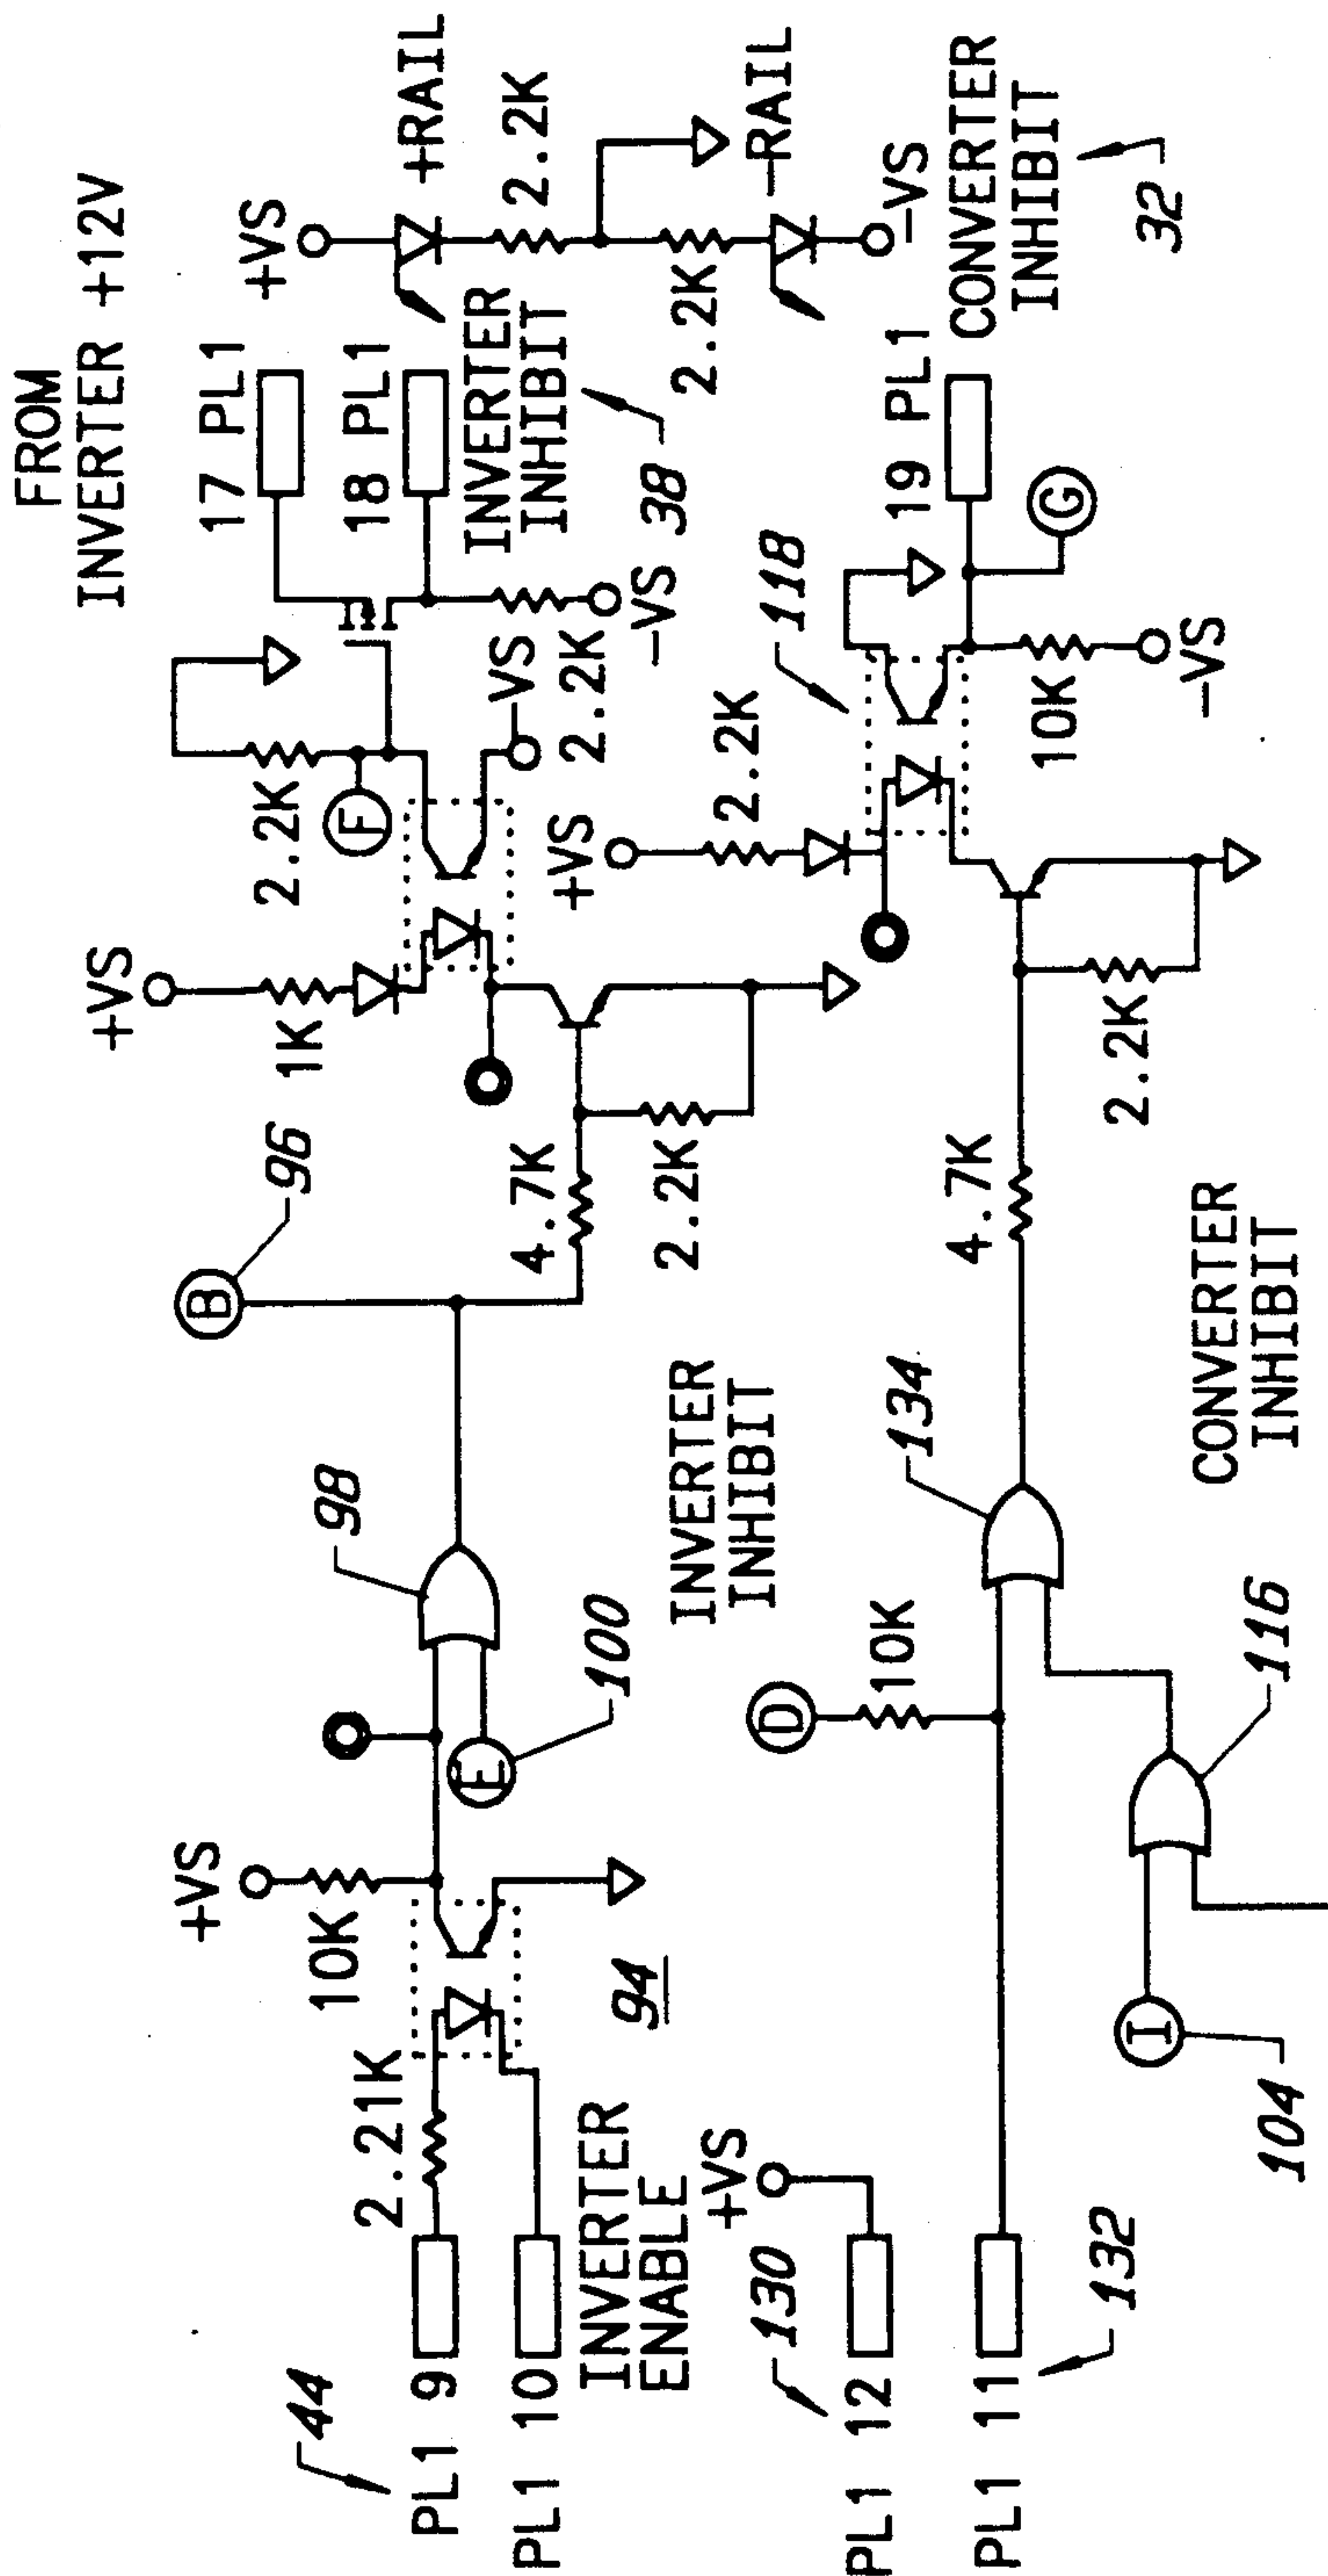 44
PL1 9
PL1 10
INVERTER
ENABLE
2.21K
+VS
10K
94
E
100
98
INVERTER
INHIBIT
B
96
4.7K
2.2K
+VS
1K
2.2K
F
-VS
FROM
INVERTER +12V
17 PL1
18 PL1
INVERTER
INHIBIT
38
2.2K
-VS
+VS
+RAIL
2.2K
2.2K
-RAIL
-VS
130
PL1 12
+VS
PL1 11
132
D
10K
134
I
104
116
CONVERTER
INHIBIT
4.7K
2.2K
+VS
2.2K
118
10K
-VS
19 PL1
G
CONVERTER
INHIBIT
32